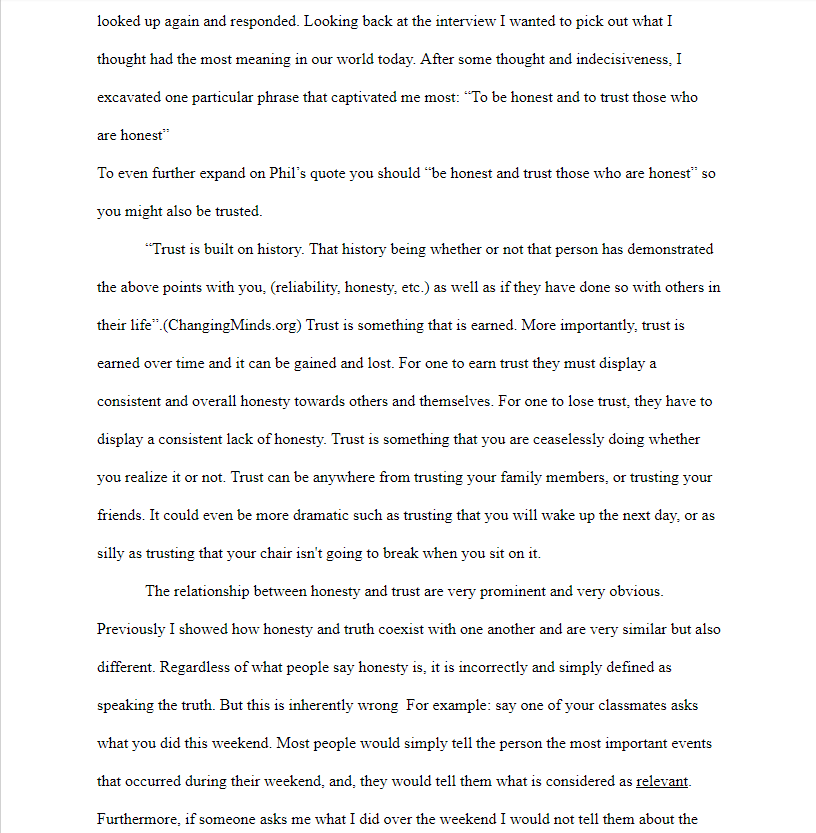 looked up again and responded. Looking back at the interview I wanted to pick out what I
thought had the most meaning in our world today. After some thought and indecisiveness, I
excavated one particular phrase that captivated me most: “To be honest and to trust those who
are honest”
To even further expand on Phil’s quote you should “be honest and trust those who are honest” so
you might also be trusted.
“Trust is built on history. That history being whether or not that person has demonstrated
the above points with you, (reliability, honesty, etc.) as well as if they have done so with others in
their life”.(ChangingMinds.org) Trust is something that is earned. More importantly, trust is
earned over time and it can be gained and lost. For one to earn trust they must display a
consistent and overall honesty towards others and themselves. For one to lose trust, they have to
display a consistent lack of honesty. Trust is something that you are ceaselessly doing whether
you realize it or not. Trust can be anywhere from trusting your family members, or trusting your
friends. It could even be more dramatic such as trusting that you will wake up the next day, or as
silly as trusting that your chair isn't going to break when you sit on it.
The relationship between honesty and trust are very prominent and very obvious.
Previously I showed how honesty and truth coexist with one another and are very similar but also
different. Regardless of what people say honesty is, it is incorrectly and simply defined as
speaking the truth. But this is inherently wrong  For example: say one of your classmates asks
what you did this weekend. Most people would simply tell the person the most important events
that occurred during their weekend, and, they would tell them what is considered as relevant.
Furthermore, if someone asks me what I did over the weekend I would not tell them about the